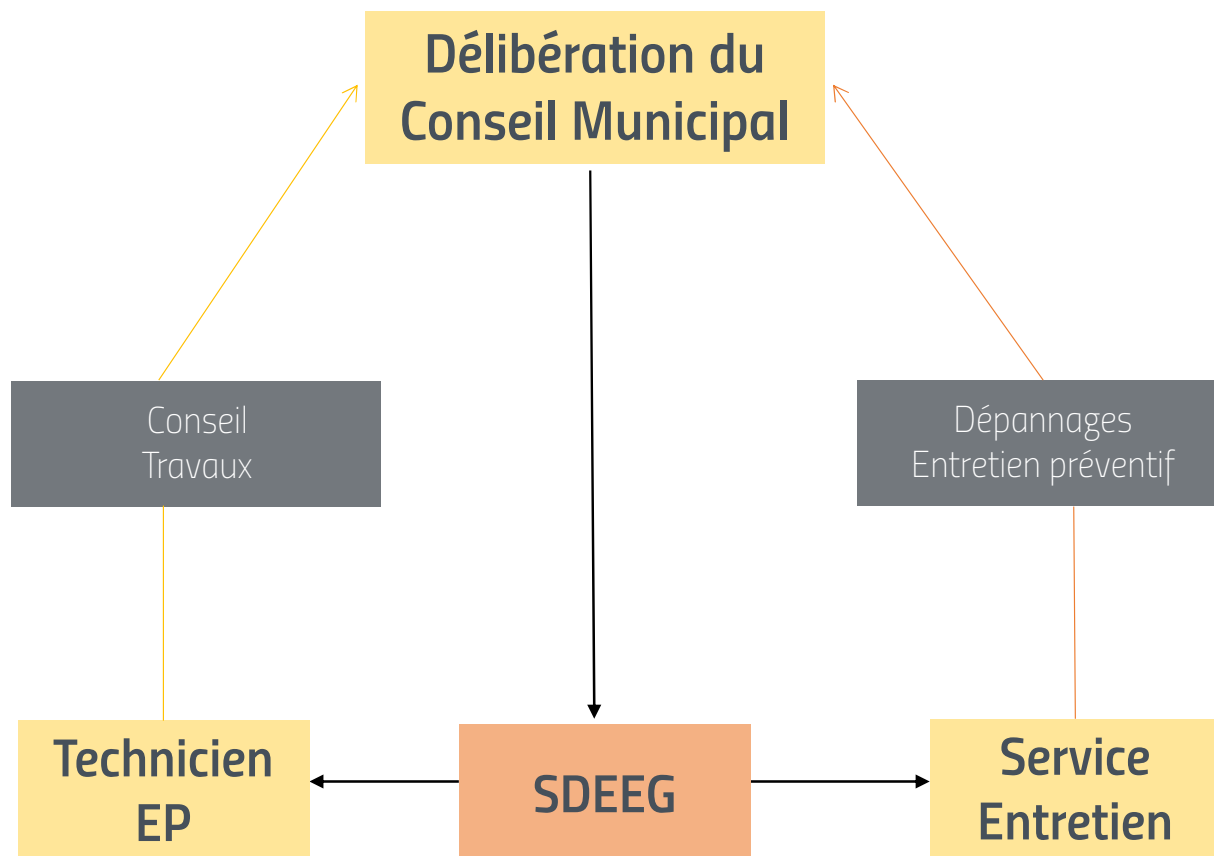 Délibération du
Conseil Municipal
Conseil
Travaux
Dépannages
Entretien préventif
Technicien
EP
SDEEG
Service
Entretien